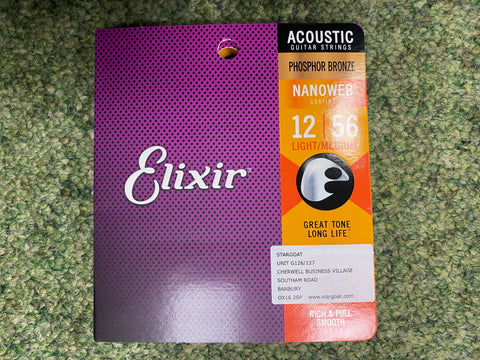 ACOUSTIC
GUITAR STRINGS
PHOSPHOR BRONZE
NANOWEB
COATING
12 56
LIGHT/MEDIUM
Elixir
GREAT TONE
LONG LIFE
STARGOAT
UNIT G126/127
CHERWELL BUSINESS VILLAGE
SOUTHAM ROAD
BANBURY
OX16 2SP www.stargoat.com
RICH & FULL
SMOOTH